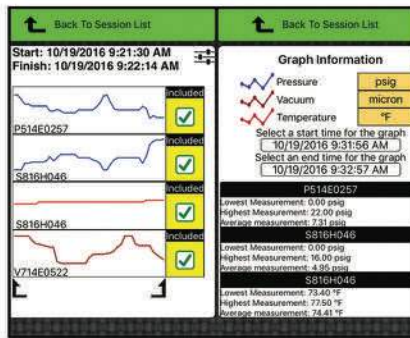 Back To Session List
Start: 10/19/2016 9:21:30 AM
Finish: 10/19/2016 9:22:14 AM
Included
P514E0257
Included
S816H046
Included
S816H046
Included
V714E0522
Back To Session List
Graph Information
Pressure psig
Vacuum micron
Temperature °F
Select a start time for the graph
10/19/2016 9:31:56 AM
Select an end time for the graph
10/19/2016 9:32:57 AM
P514E0257
Lowest Measurement: 0.00 psig
Highest Measurement: 22.00 psig
Average measurement: 7.31 psig
S816H046
Lowest Measurement: 0.00 psig
Highest Measurement: 16.00 psig
Average measurement: 4.95 psig
S816H046
Lowest Measurement: 73.40 °F
Highest Measurement: 77.50 °F
Average measurement: 74.41 °F